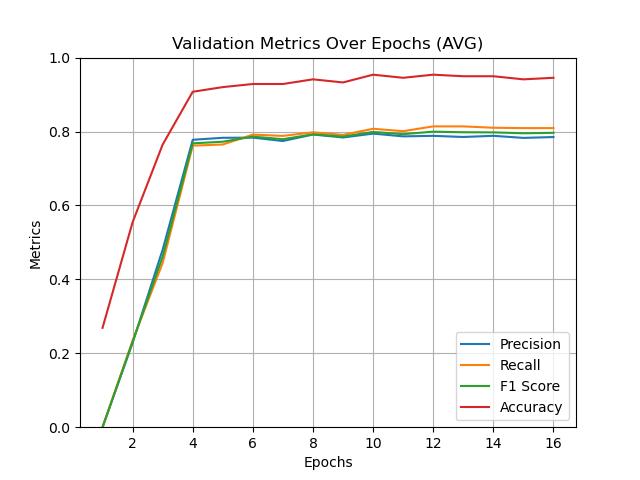 Validation Metrics Over Epochs (AVG)
1.0
0.8
0.6
0.4
0.2
0.0
Metrics
2 4 6 8 10 12 14 16
Epochs
Precision
Recall
F1 Score
Accuracy